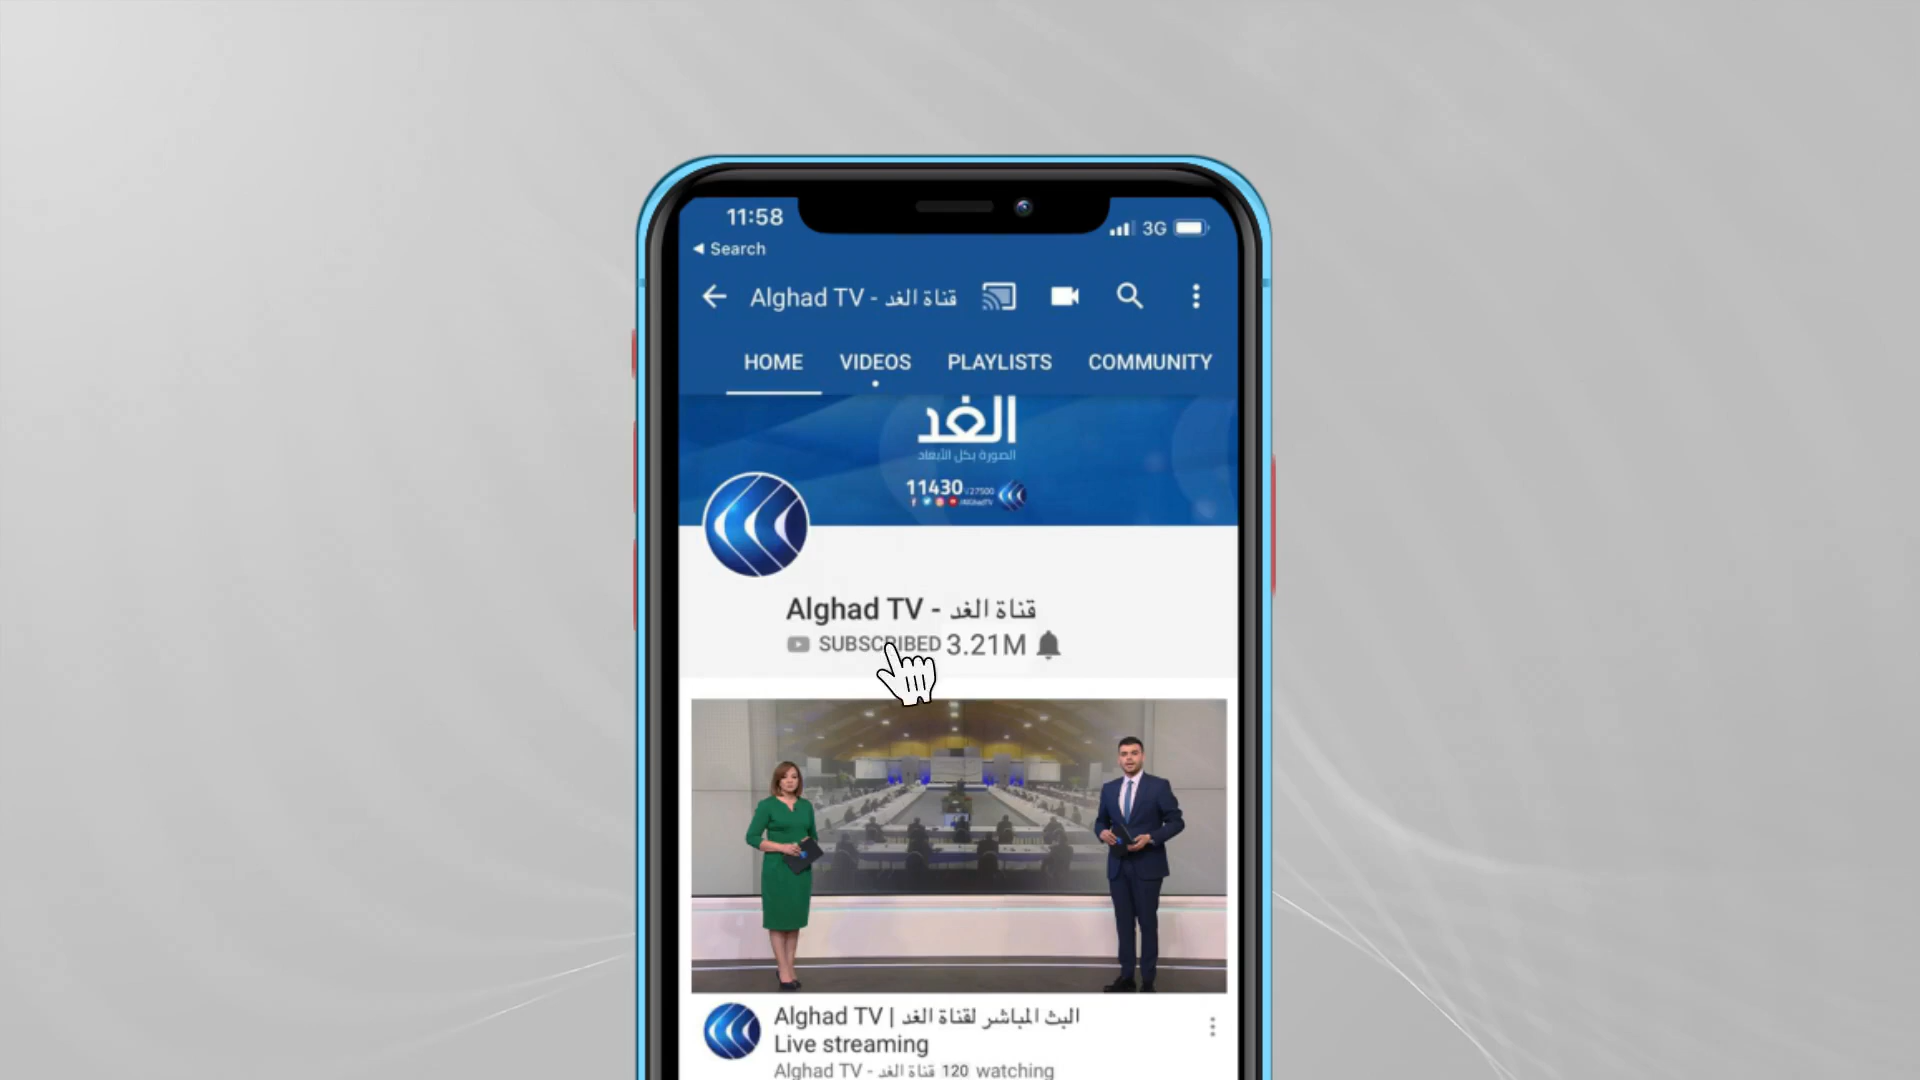 11:58
3G
◀ Search
Alghad TV - قناة الغد
HOME VIDEOS PLAYLISTS COMMUNITY
الغد
الصورة بكل الأبعاد
11430 27500
Alghad TV - قناة الغد
SUBSCRIBED 3.21M
Alghad TV | البث المباشر لقناة الغد
Live streaming
Alghad TV - قناة الغد 120 watching